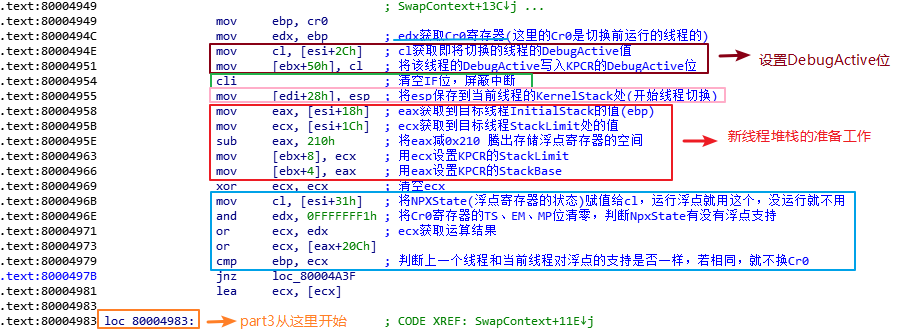 .text:80004949 ; SwapContext+13C↓j ...
.text:80004949 mov ebp, cr0
.text:8000494C mov edx, ebp ; edx获取Cr0寄存器(这里的Cr0是切换前运行的线程的)
.text:8000494E mov cl, [esi+2Ch] ; cl获取即将切换的线程的DebugActive值
.text:80004951 mov [ebx+50h], cl ; 将该线程的DebugActive写入KPCR的DebugActive位
设置DebugActive位
.text:80004954 cli ; 清空IF位，屏蔽中断
.text:80004955 mov [edi+28h], esp ; 将esp保存到当前线程的KernelStack处(开始线程切换)
.text:80004958 mov eax, [esi+18h] ; eax获取到目标线程InitialStack的值(ebp)
.text:8000495B mov ecx, [esi+1Ch] ; ecx获取到目标线程StackLimit处的值
.text:8000495E sub eax, 210h ; 将eax减0x210 腾出存储浮点寄存器的空间
新线程堆栈的准备工作
.text:80004963 mov [ebx+8], ecx ; 用ecx设置KPCR的StackLimit
.text:80004966 mov [ebx+4], eax ; 用eax设置KPCR的StackBase
.text:80004969 xor ecx, ecx ; 清空ecx
.text:8000496B mov cl, [esi+31h] ; 将NPXState(浮点寄存器的状态)赋值给cl，运行浮点就用这个，没运行就不用
.text:8000496E and edx, 0FFFFFFF1h ; 将Cr0寄存器的TS、EM、MP位清零，判断NpxState有没有浮点支持
.text:80004971 or ecx, edx ; ecx获取运算结果
.text:80004973 or ecx, [eax+20Ch]
.text:80004979 cmp ebp, ecx ; 判断上一个线程和当前线程对浮点的支持是否一样，若相同，就不换Cr0
.text:8000497B jnz loc_80004A3F
.text:80004981 lea ecx, [ecx]
.text:80004983
.text:80004983 loc_80004983: part3从这里开始 ; CODE XREF: SwapContext+11E↓j